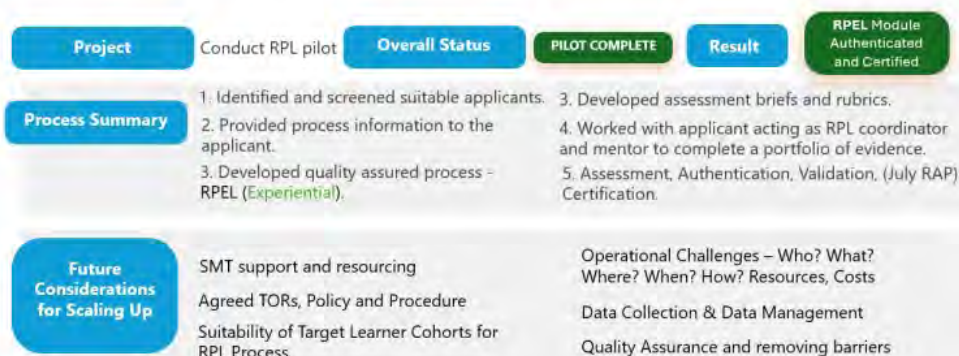 Project
Conduct RPL pilot
Overall Status
PILOT COMPLETE
Result
RPEL Module
Authenticated
and Certified
Process Summary
1. Identified and screened suitable applicants.
2. Provided process information to the
applicant.
3. Developed quality assured process -
RPEL (Experiential).
3. Developed assessment briefs and rubrics.
4. Worked with applicant acting as RPL coordinator
and mentor to complete a portfolio of evidence.
5. Assessment, Authentication, Validation, (July RAP)
Certification.
Future
Considerations
for Scaling Up
SMT support and resourcing
Agreed TORs, Policy and Procedure
Suitability of Target Learner Cohorts for
RPL Process
Operational Challenges – Who? What?
Where? When? How? Resources, Costs
Data Collection & Data Management
Quality Assurance and removing barriers